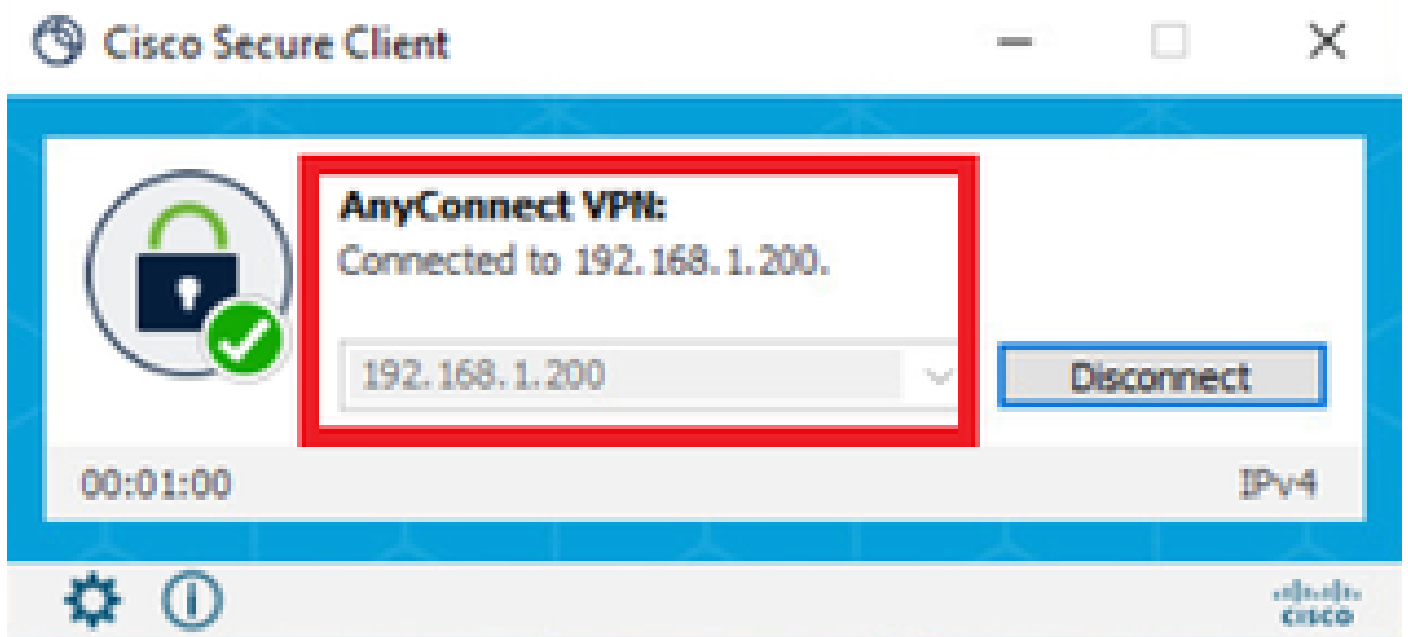 Cisco Secure Client
AnyConnect VPN:
Connected to 192.168.1.200.
192.168.1.200
Disconnect
00:01:00
IPv4
CISCO